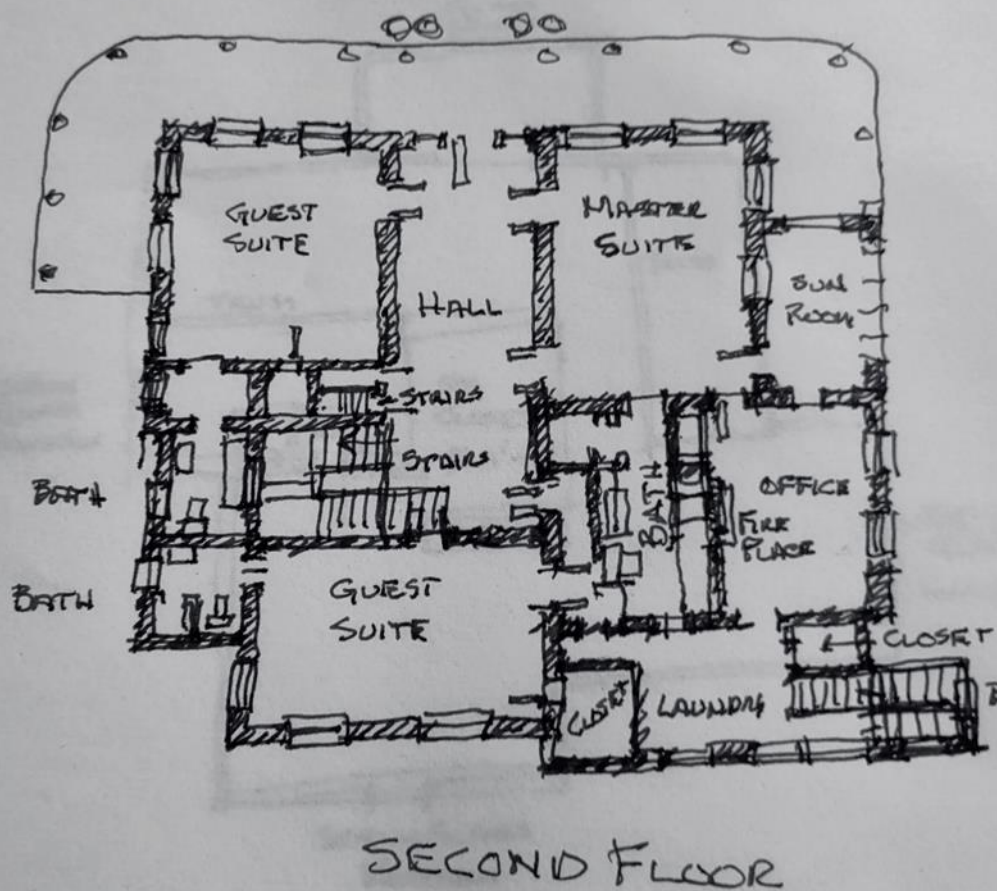 GUEST
SUITE
MASTER
SUITE
HALL
SUN
ROOM
STAIRS
STAIRS
BATH
BATH
OFFICE
FIRE
PLACE
BATH
GUEST
SUITE
CLOSET
CLOSET
LAUNDRY
SECOND FLOOR